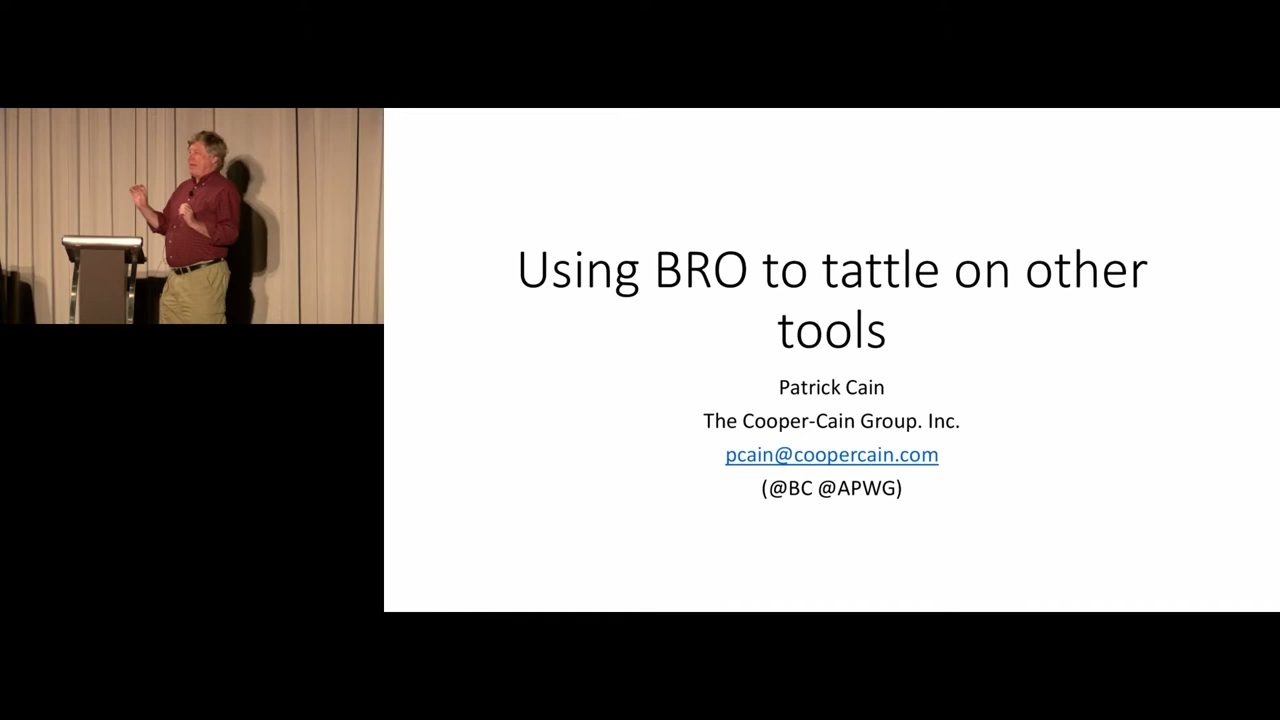 Using BRO to tattle on other
tools
Patrick Cain
The Cooper-Cain Group. Inc.
pcain@coopercain.com
(@BC @APWG)